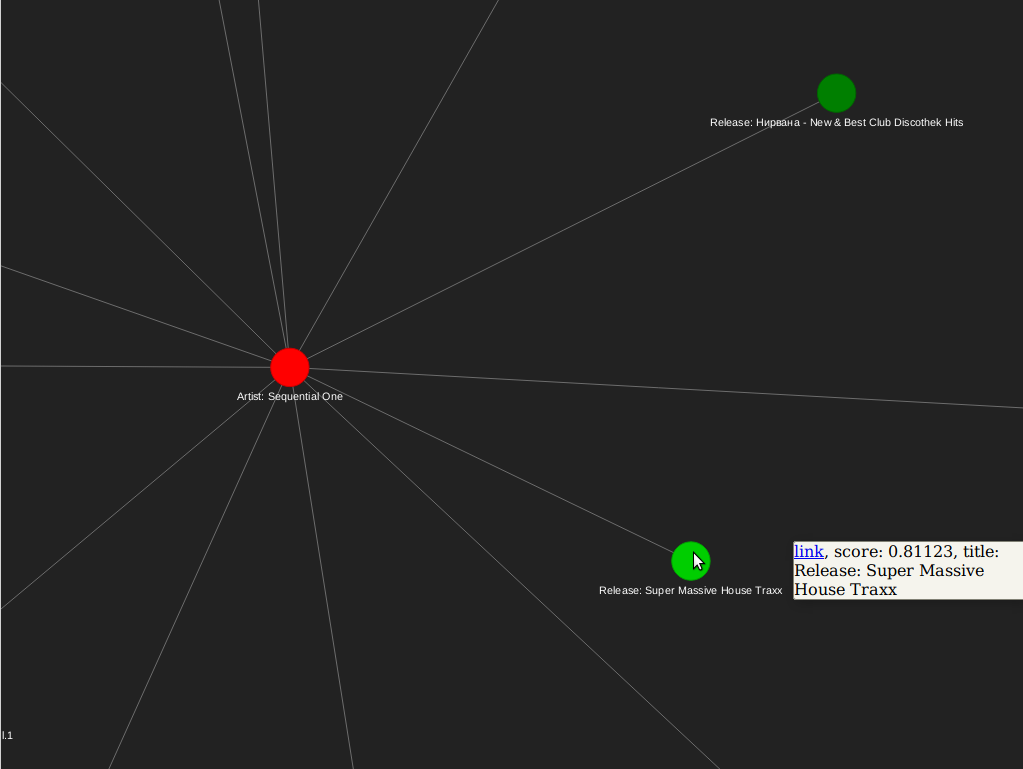 Release: Нирвана - New & Best Club Discothek Hits
Artist: Sequential One
link, score: 0.81123, title:
Release: Super Massive
House Traxx
Release: Super Massive House Traxx
l.1